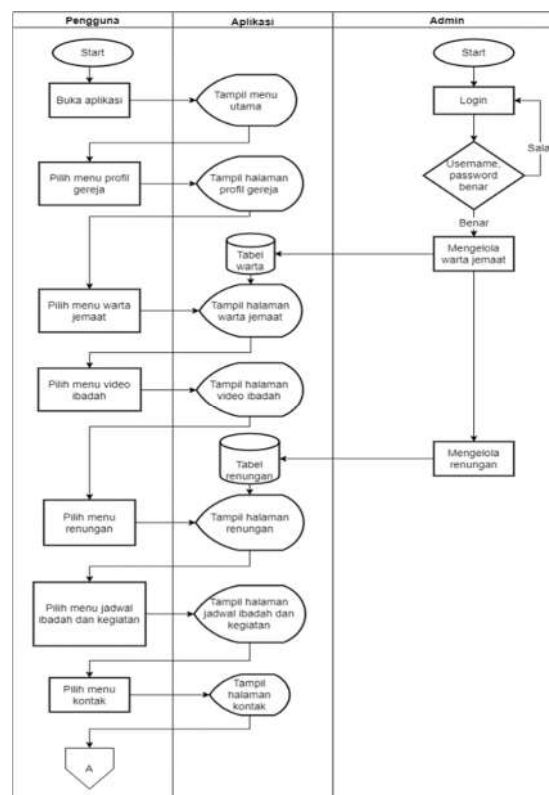 Pengguna
Aplikasi
Admin
Start
Start
Buka aplikasi
Tampil menu
utama
Login
Username,
password
benar
Sala
Benar
Pilih menu profil
gereja
Tampil halaman
profil gereja
Tabel
warta
Mengelola
warta jemaat
Pilih menu warta
jemaat
Tampil halaman
warta jemaat
Pilih menu video
ibadah
Tampil halaman
video ibadah
Tabel
renungan
Mengelola
renungan
Pilih menu
renungan
Tampil halaman
renungan
Pilih menu jadwal
ibadah dan kegiatan
Tampil halaman
jadwal ibadah dan
kegiatan
Pilih menu
kontak
Tampil
halaman
kontak
A